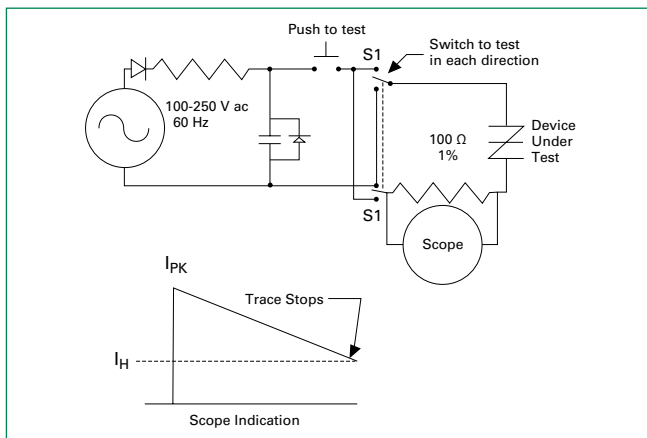 Push to test
S1
Switch to test
in each direction
100-250 V ac
60 Hz
100 Ω
1%
Device
Under
Test
S1
Scope
IPK
Trace Stops
IH
Scope Indication